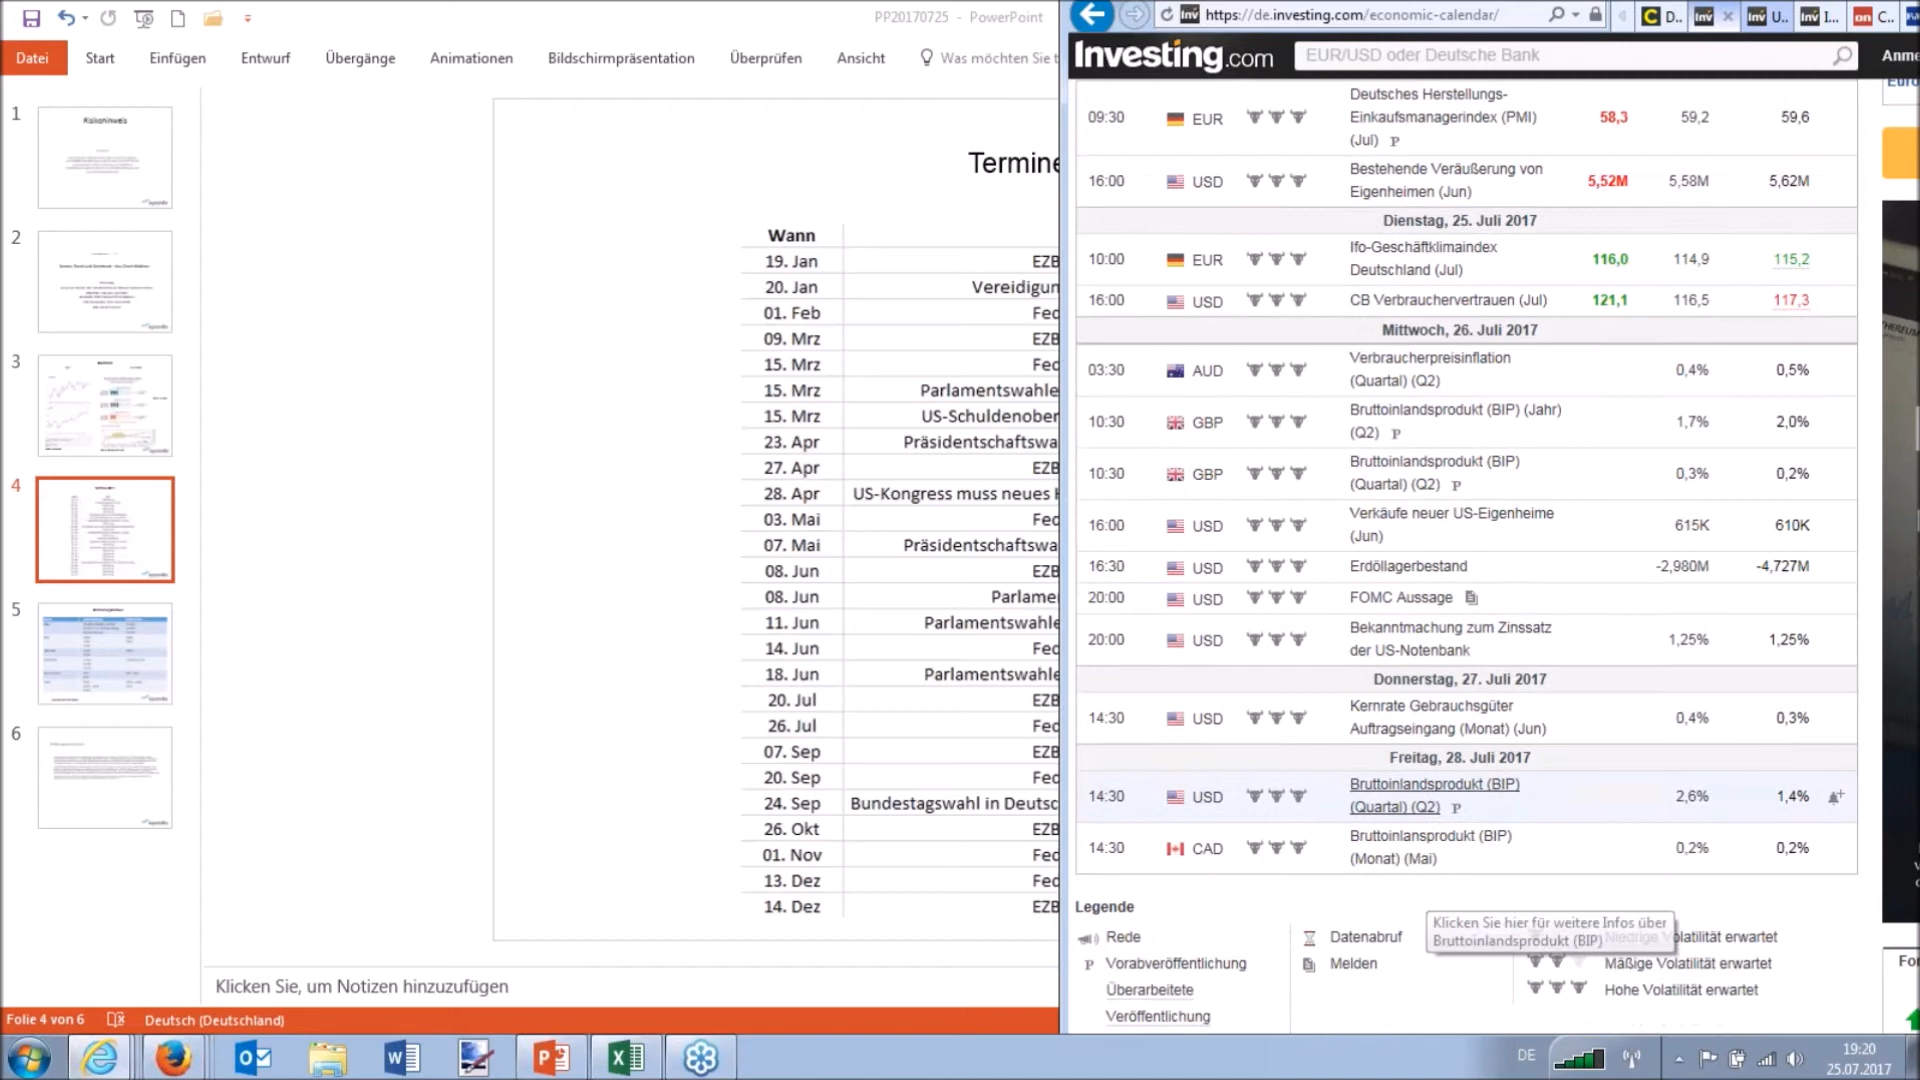 PP20170725 - PowerPoint
Datei Start Einfügen Entwurf Übergänge Animationen Bildschirmpräsentation Überprüfen Ansicht Was möchten Sie t
1
Risikohinweis
2
3
4
5
6
Termine
Wann
19. Jan EZB
20. Jan Vereidigun
01. Feb Fed
09. Mrz EZB
15. Mrz Fed
15. Mrz Parlamentswahle
15. Mrz US-Schuldenober
23. Apr Präsidentschaftswa
27. Apr EZB
28. Apr US-Kongress muss neues H
03. Mai Fed
07. Mai Präsidentschaftswa
08. Jun EZB
08. Jun Parlame
11. Jun Parlamentswahle
14. Jun Fed
18. Jun Parlamentswahle
20. Jul EZB
26. Jul Fed
07. Sep EZB
20. Sep Fed
24. Sep Bundestagswahl in Deutsc
26. Okt EZB
01. Nov Fed
13. Dez Fed
14. Dez EZB
Klicken Sie, um Notizen hinzuzufügen
Folie 4 von 6 Deutsch (Deutschland)
https://de.investing.com/economic-calendar/
D.. U.. I... C..
Investing.com EUR/USD oder Deutsche Bank Anme
09:30 EUR Deutsches Herstellungs-
Einkaufsmanagerindex (PMI)
(Jul) P 58,3 59,2 59,6
16:00 USD Bestehende Veräußerung von
Eigenheimen (Jun) 5,52M 5,58M 5,62M
Dienstag, 25. Juli 2017
10:00 EUR Ifo-Geschäftklimaindex
Deutschland (Jul) 116,0 114,9 115,2
16:00 USD CB Verbrauchervertrauen (Jul) 121,1 116,5 117,3
Mittwoch, 26. Juli 2017
03:30 AUD Verbraucherpreisinflation
(Quartal) (Q2) 0,4% 0,5%
10:30 GBP Bruttoinlandsprodukt (BIP) (Jahr)
(Q2) P 1,7% 2,0%
10:30 GBP Bruttoinlandsprodukt (BIP)
(Quartal) (Q2) P 0,3% 0,2%
16:00 USD Verkäufe neuer US-Eigenheime
(Jun) 615K 610K
16:30 USD Erdöllagerbestand -2,980M -4,727M
20:00 USD FOMC Aussage
20:00 USD Bekanntmachung zum Zinssatz
der US-Notenbank 1,25% 1,25%
Donnerstag, 27. Juli 2017
14:30 USD Kernrate Gebrauchsgüter
Auftragseingang (Monat) (Jun) 0,4% 0,3%
Freitag, 28. Juli 2017
14:30 USD Bruttoinlandsprodukt (BIP)
(Quartal) (Q2) P 2,6% 1,4%
14:30 CAD Bruttoinlansprodukt (BIP)
(Monat) (Mai) 0,2% 0,2%
Legende
Rede
P Vorabveröffentlichung
Überarbeitete
Veröffentlichung
Datenabruf
Melden
Klicken Sie hier für weitere Infos über
Bruttoinlandsprodukt (BIP)
Niedrige Volatilität erwartet
Mäßige Volatilität erwartet
Hohe Volatilität erwartet
For
DE
19:20
25.07.2017